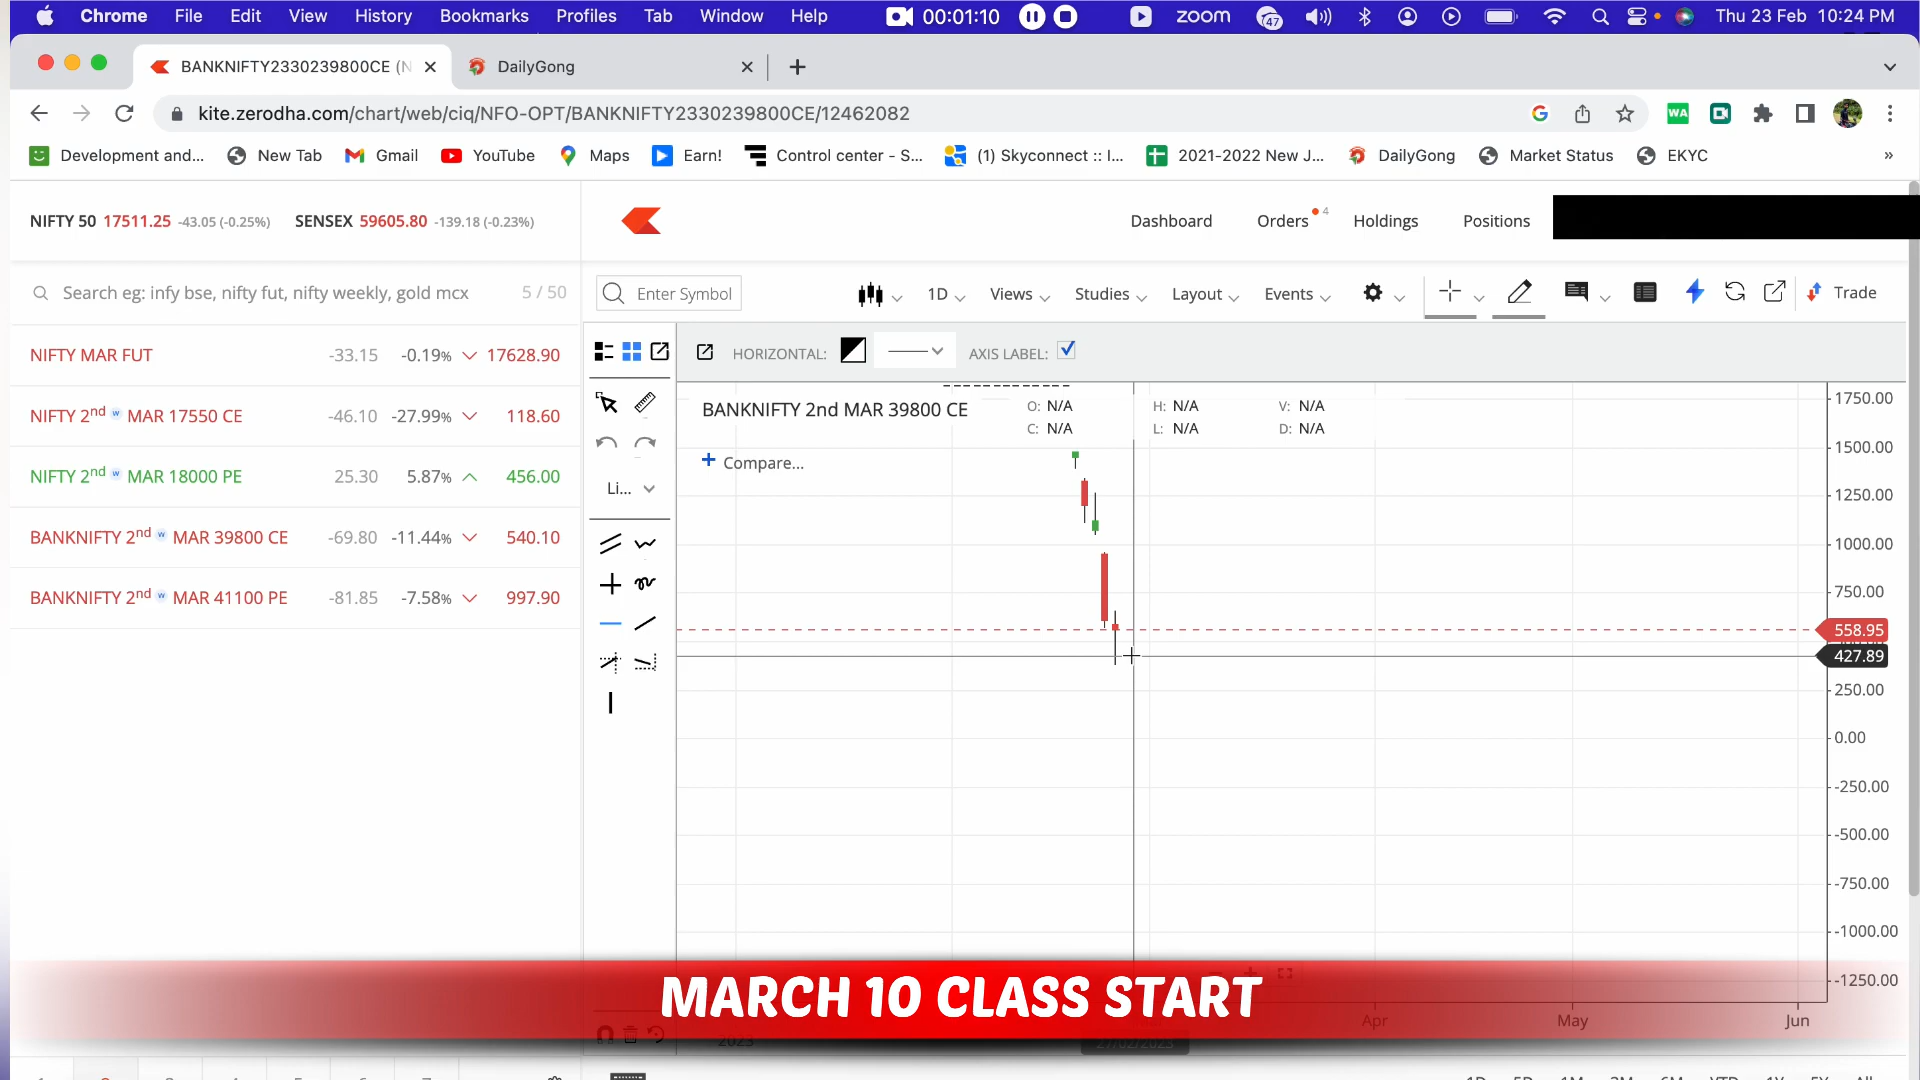 Chrome File Edit View History Bookmarks Profiles Tab Window Help 00:01:10 zoom 47 Thu 23 Feb 10:24 PM
BANKNIFTY2330239800CE (N DailyGong
kite.zerodha.com/chart/web/ciq/NFO-OPT/BANKNIFTY2330239800CE/12462082 WA
Development and... New Tab Gmail YouTube Maps Earn! Control center - S... (1) Skyconnect :: I... 2021-2022 New J... DailyGong Market Status EKYC »
NIFTY 50 17511.25 -43.05 (-0.25%) SENSEX 59605.80 -139.18 (-0.23%)
Dashboard Orders 4 Holdings Positions
Search eg: infy bse, nifty fut, nifty weekly, gold mcx 5 / 50
Enter Symbol 1D Views Studies Layout Events Trade
NIFTY MAR FUT -33.15 -0.19% 17628.90
NIFTY 2nd w MAR 17550 CE -46.10 -27.99% 118.60
NIFTY 2nd w MAR 18000 PE 25.30 5.87% 456.00
BANKNIFTY 2nd w MAR 39800 CE -69.80 -11.44% 540.10
BANKNIFTY 2nd w MAR 41100 PE -81.85 -7.58% 997.90
HORIZONTAL: AXIS LABEL:
Li...
BANKNIFTY 2nd MAR 39800 CE O: N/A H: N/A V: N/A
C: N/A L: N/A D: N/A
+ Compare...
1750.00
1500.00
1250.00
1000.00
750.00
558.95
427.89
250.00
0.00
-250.00
-500.00
-750.00
-1000.00
-1250.00
MARCH 10 CLASS START
2023 27/02/2023 Apr May Jun